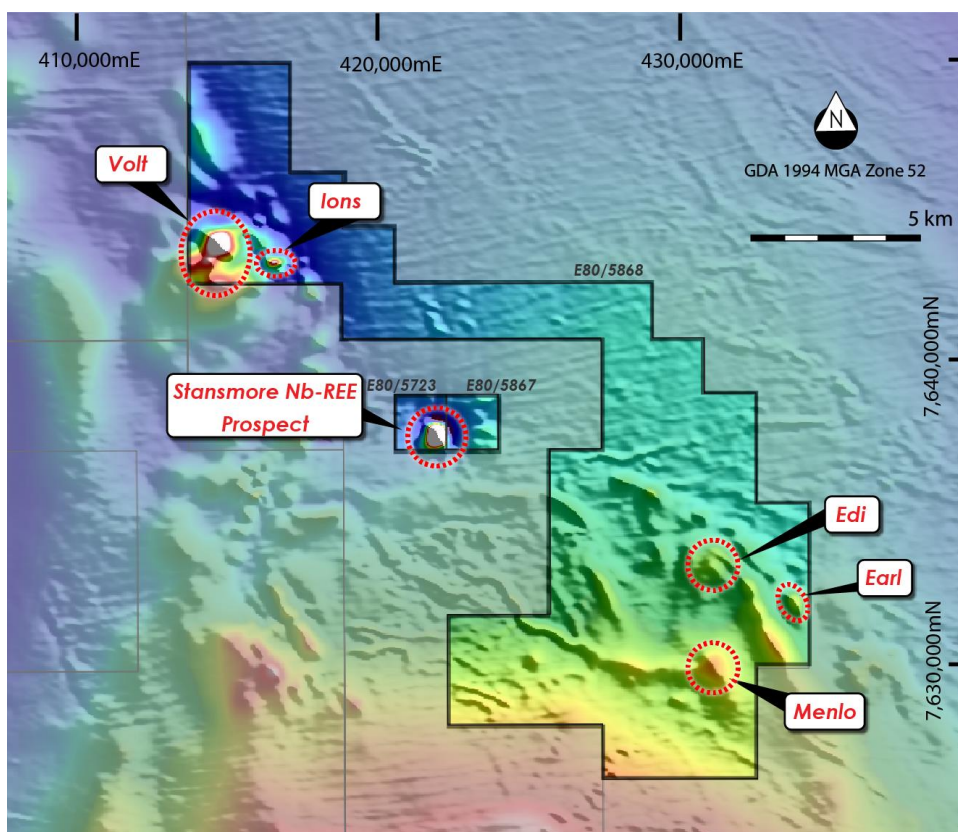 410,000mE
420,000mE
430,000mE
N
GDA 1994 MGA Zone 52
Volt
Ions
5 km
E80/5868
7,640,000mN
Stansmore Nb-REE
Prospect
E80/5723
E80/5867
Edi
Earl
7,630,000mN
Menlo